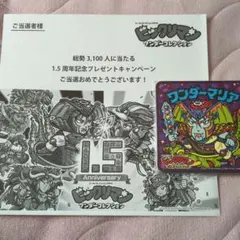 ご当選者様
ビックリマン
ワンダーコレクション
総勢 3,100 人に当たる
1.5 周年記念プレゼントキャンペーン
ご当選おめでとうございます！
1.5
Anniversary
ビックリマン
ワンダーコレクション
ワンダーマリア